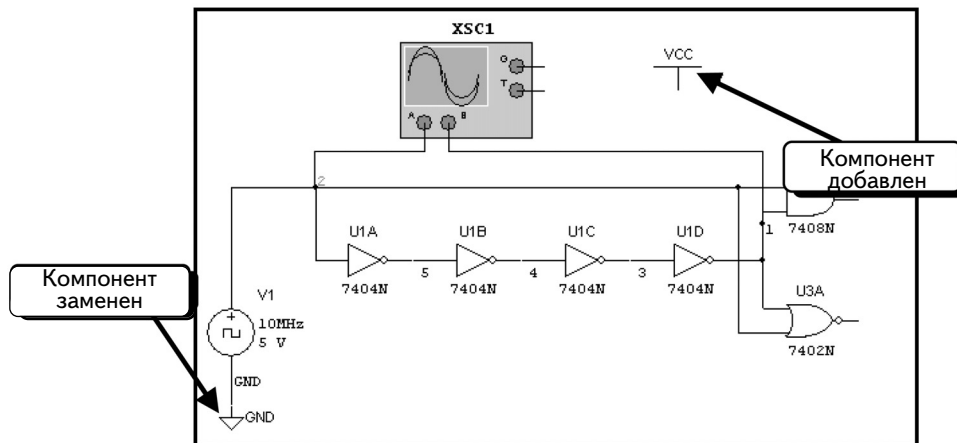 XSC1
G
T
A
B
VCC
Компонент
добавлен
2
1
7408N
U1A
U1B
U1C
U1D
5
4
3
7404N
7404N
7404N
7404N
Компонент
заменен
V1
10MHz
5 V
U3A
7402N
GND
GND